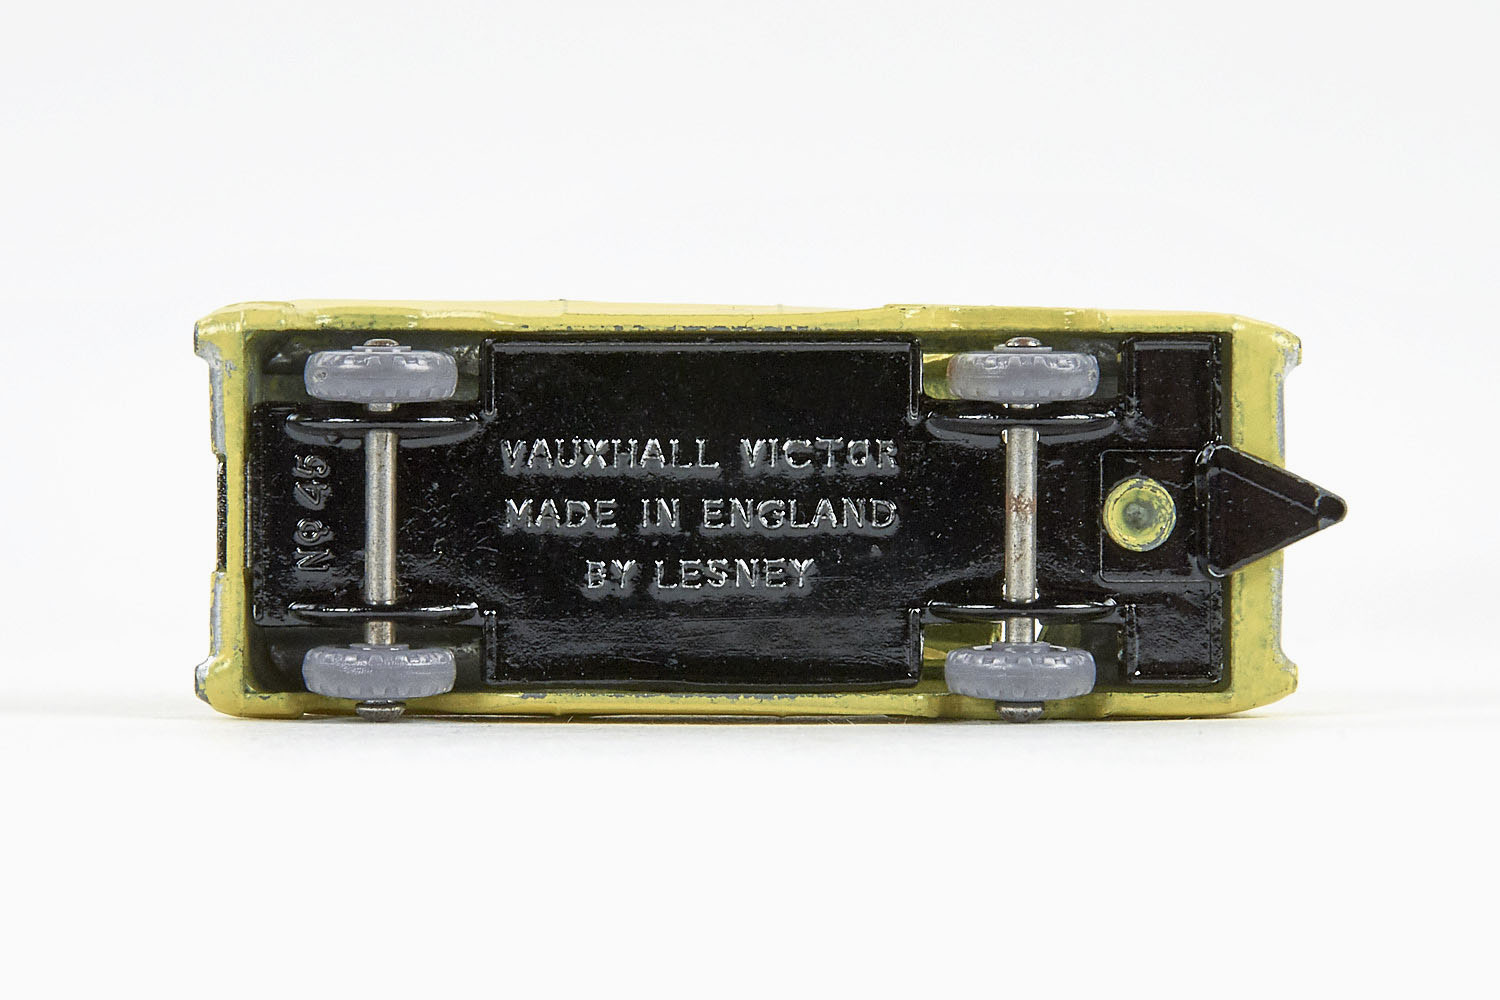 VAUXHALL VICTOR
MADE IN ENGLAND
BY LESNEY
Nº 45